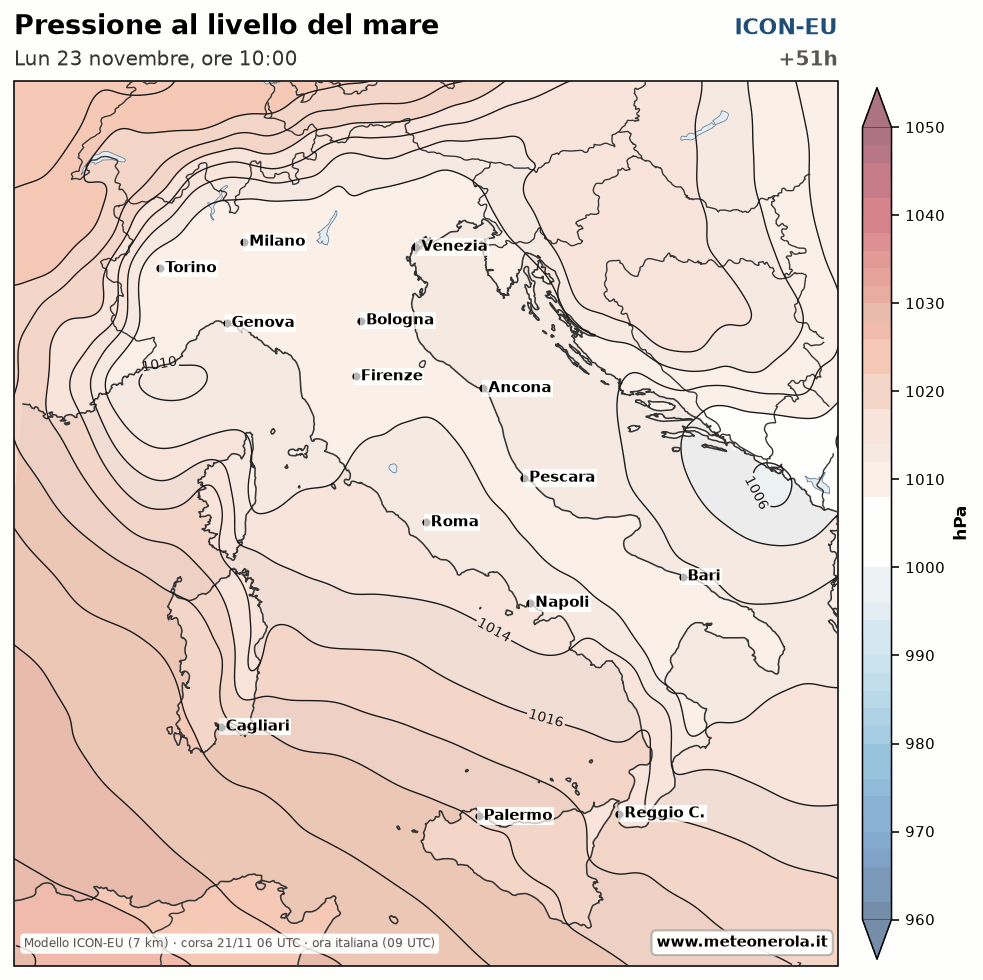 Pressione al livello del mare
ICON-EU
Lun 23 novembre, ore 10:00
+51h
1050
1040
1030
1020
1010
1000
990
980
970
960
hPa
Milano
Venezia
Torino
Genova
Bologna
1010
Firenze
Ancona
Pescara
1006
Roma
Bari
Napoli
1014
1016
Cagliari
Palermo
Reggio C.
Modello ICON-EU (7 km) · corsa 21/11 06 UTC · ora italiana (09 UTC)
www.meteonerola.it